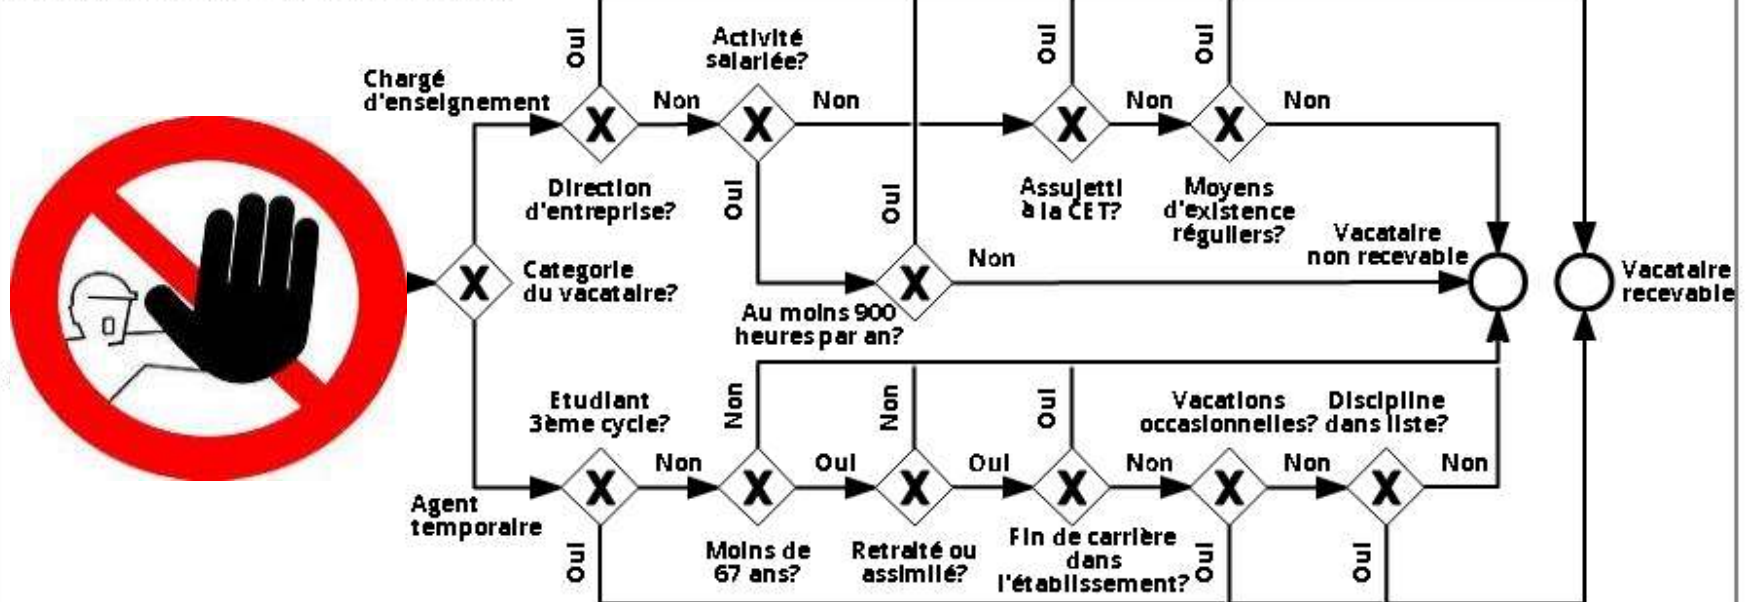 Oui
Activité
salariée?
Oui
Oui
Chargé
d'enseignement
Non
Non
Non
Non
X
X
X
X
Direction
d'entreprise?
Oui
Oui
Assujetti
à la CET?
Moyens
d'existence
réguliers?
Vacataire
non recevable
Categorie
du vacataire?
X
X
Non
Vacataire
recevable
Au moins 900
heures par an?
Etudiant
3ème cycle?
Non
Non
Oui
Vacations
occasionnelles?
Discipline
dans liste?
Non
Oui
Oui
Non
Non
Non
X
X
X
X
X
X
Agent
temporaire
Oui
Moins de
67 ans?
Retraité ou
assimilé?
Fin de carrière
dans
l'établissement?
Oui
Oui